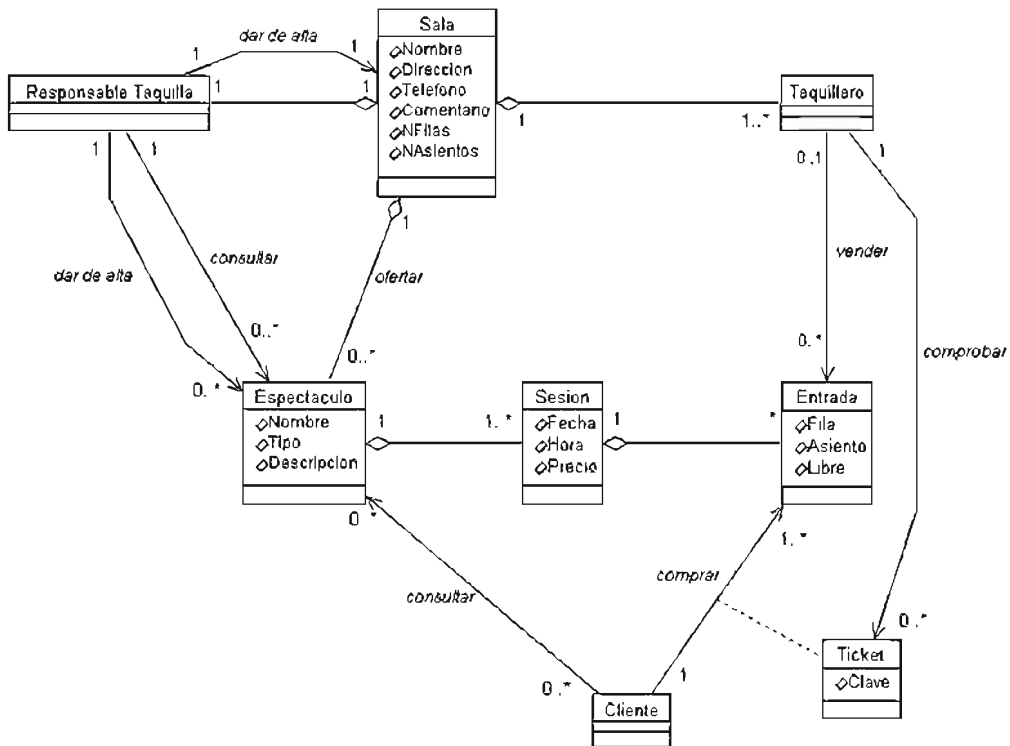 Sala
Nombre
Direccion
Telefono
Comentario
NFilas
NAsientos
dar de alta
1
1
1
1
Responsable Taquilla
1
1
Taquillero
1
1..*
0..1
1
1
dar de alta
consultar
ofertar
vender
comprobar
0..*
0..*
0..*
0..*
Espectaculo
Nombre
Tipo
Descripcion
1
1..*
Sesion
Fecha
Hora
Precio
1
*
Entrada
Fila
Asiento
Libre
0..*
1..*
consultar
comprar
0..*
Ticket
Clave
0..*
1
Cliente